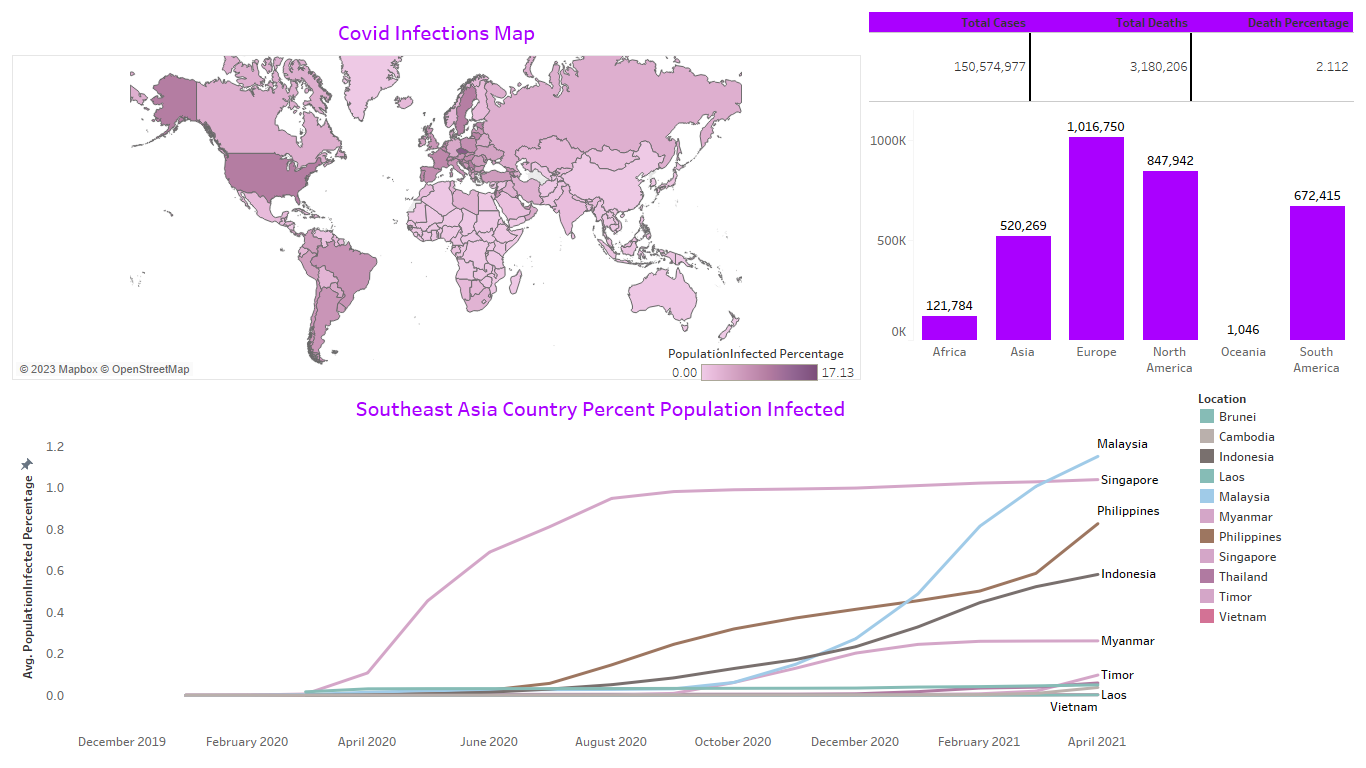 Covid Infections Map
© 2023 Mapbox © OpenStreetMap
PopulationInfected Percentage
0.00 17.13
Total Cases Total Deaths Death Percentage
150,574,977 3,180,206 2.112
1000K
500K
0K
121,784
520,269
1,016,750
847,942
1,046
672,415
Africa
Asia
Europe
North
America
Oceania
South
America
Southeast Asia Country Percent Population Infected
Avg. PopulationInfected Percentage
1.2
1.0
0.8
0.6
0.4
0.2
0.0
Malaysia
Singapore
Philippines
Indonesia
Myanmar
Timor
Laos
Vietnam
December 2019 February 2020 April 2020 June 2020 August 2020 October 2020 December 2020 February 2021 April 2021
Location
Brunei
Cambodia
Indonesia
Laos
Malaysia
Myanmar
Philippines
Singapore
Thailand
Timor
Vietnam